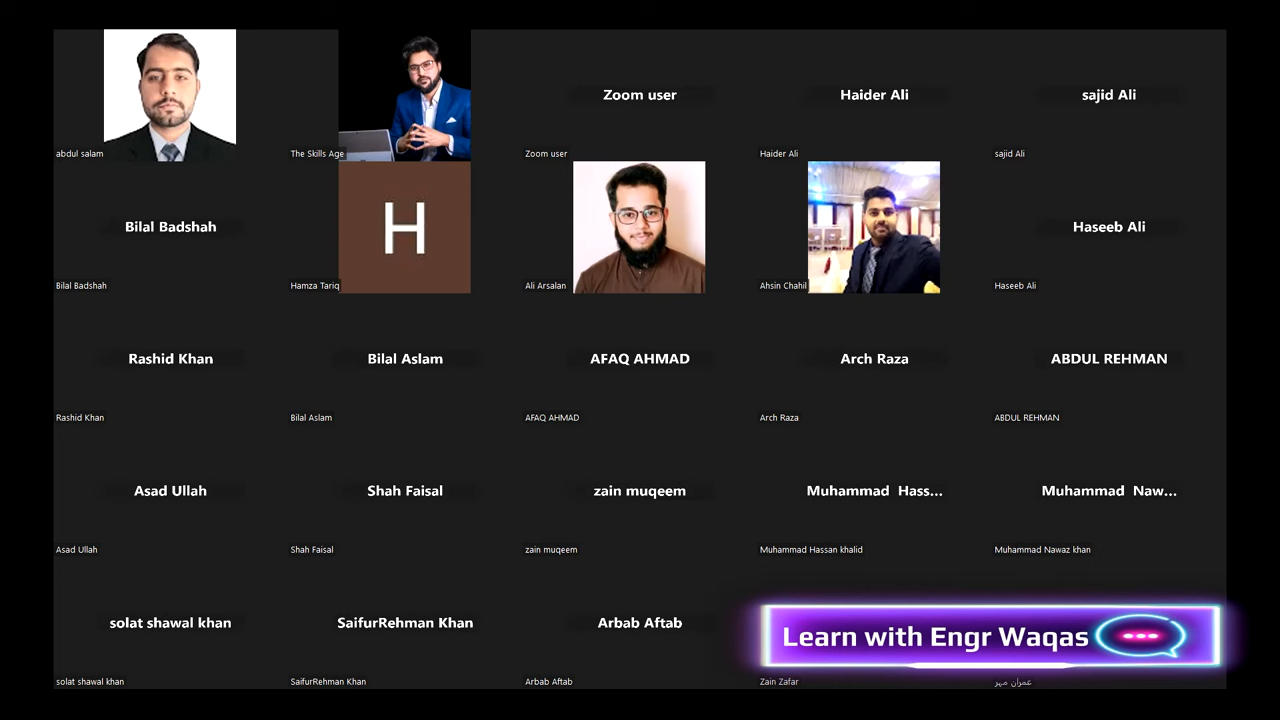 abdul salam
The Skills Age
Zoom user
Zoom user
Haider Ali
Haider Ali
sajid Ali
sajid Ali
Bilal Badshah
Bilal Badshah
H
Hamza Tariq
Ali Arsalan
Ahsin Chahil
Haseeb Ali
Haseeb Ali
Rashid Khan
Rashid Khan
Bilal Aslam
Bilal Aslam
AFAQ AHMAD
AFAQ AHMAD
Arch Raza
Arch Raza
ABDUL REHMAN
ABDUL REHMAN
Asad Ullah
Asad Ullah
Shah Faisal
Shah Faisal
zain muqeem
zain muqeem
Muhammad Hass...
Muhammad Hassan khalid
Muhammad Naw...
Muhammad Nawaz khan
solat shawal khan
solat shawal khan
SaifurRehman Khan
SaifurRehman Khan
Arbab Aftab
Arbab Aftab
Learn with Engr Waqas
Zain Zafar
عمران مہر